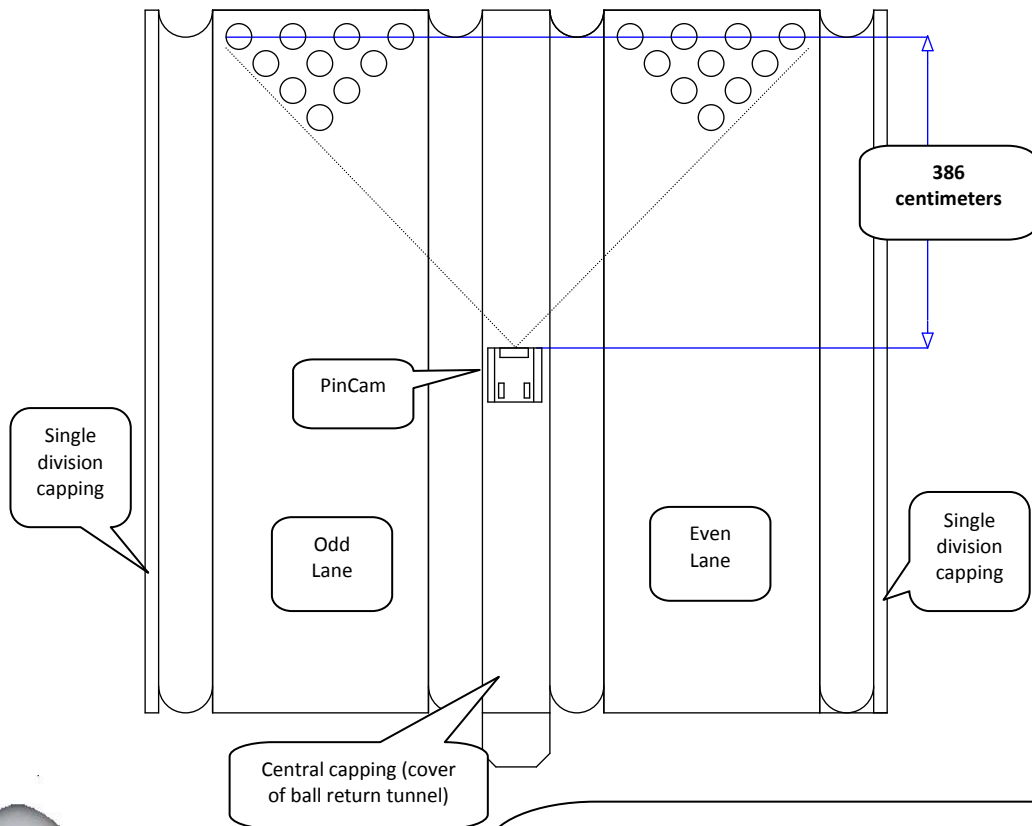 386
centimeters
PinCam
Single
division
capping
Odd
Lane
Even
Lane
Single
division
capping
Central capping (cover
of ball return tunnel)